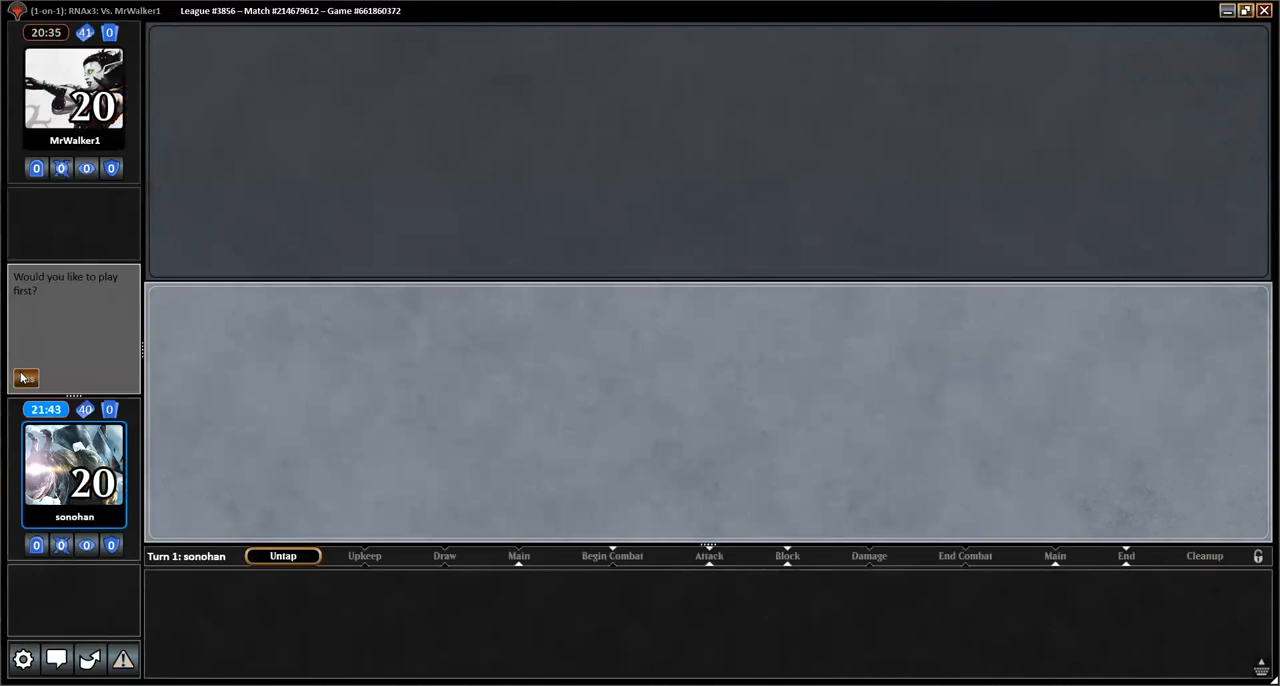 (1-on-1): RNAx3: Vs. MrWalker1 League #3856 – Match #214679612 – Game #661860372
20:35 41 0
20
MrWalker1
0 0 0 0
Would you like to play
first?
21:43 40 0
20
sonohan
0 0 0 0
Turn 1: sonohan Untap Upkeep Draw Main Begin Combat Attack Block Damage End Combat Main End Cleanup